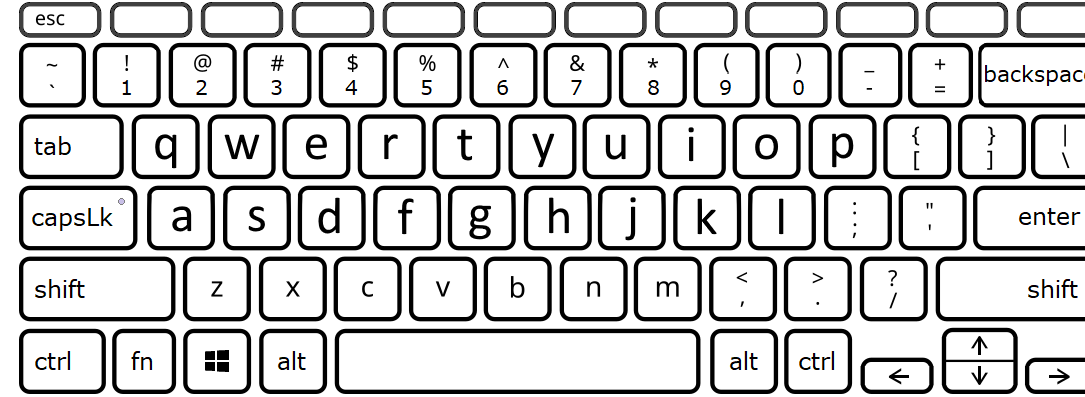 esc
~ ! @ # $ % ^ & * ( ) _ +
` 1 2 3 4 5 6 7 8 9 0 - = backspac
tab q w e r t y u i o p { [ } ] | \
capsLk a s d f g h j k l : ; " ' enter
shift z x c v b n m < , > . ? / shift
ctrl fn alt alt ctrl ← ↑ ↓ →